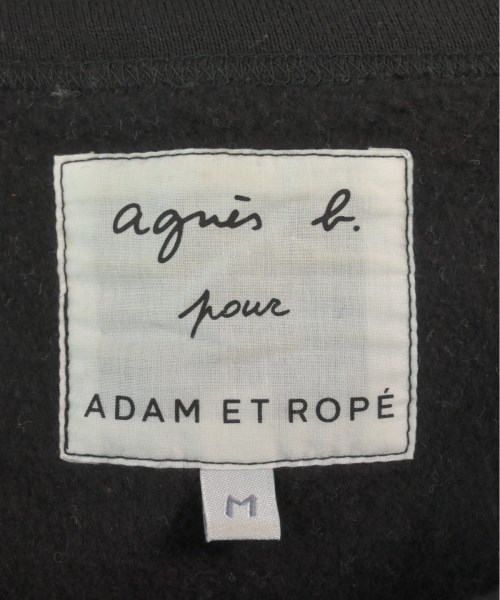 agnès b.
pour
ADAM ET ROPÉ
M